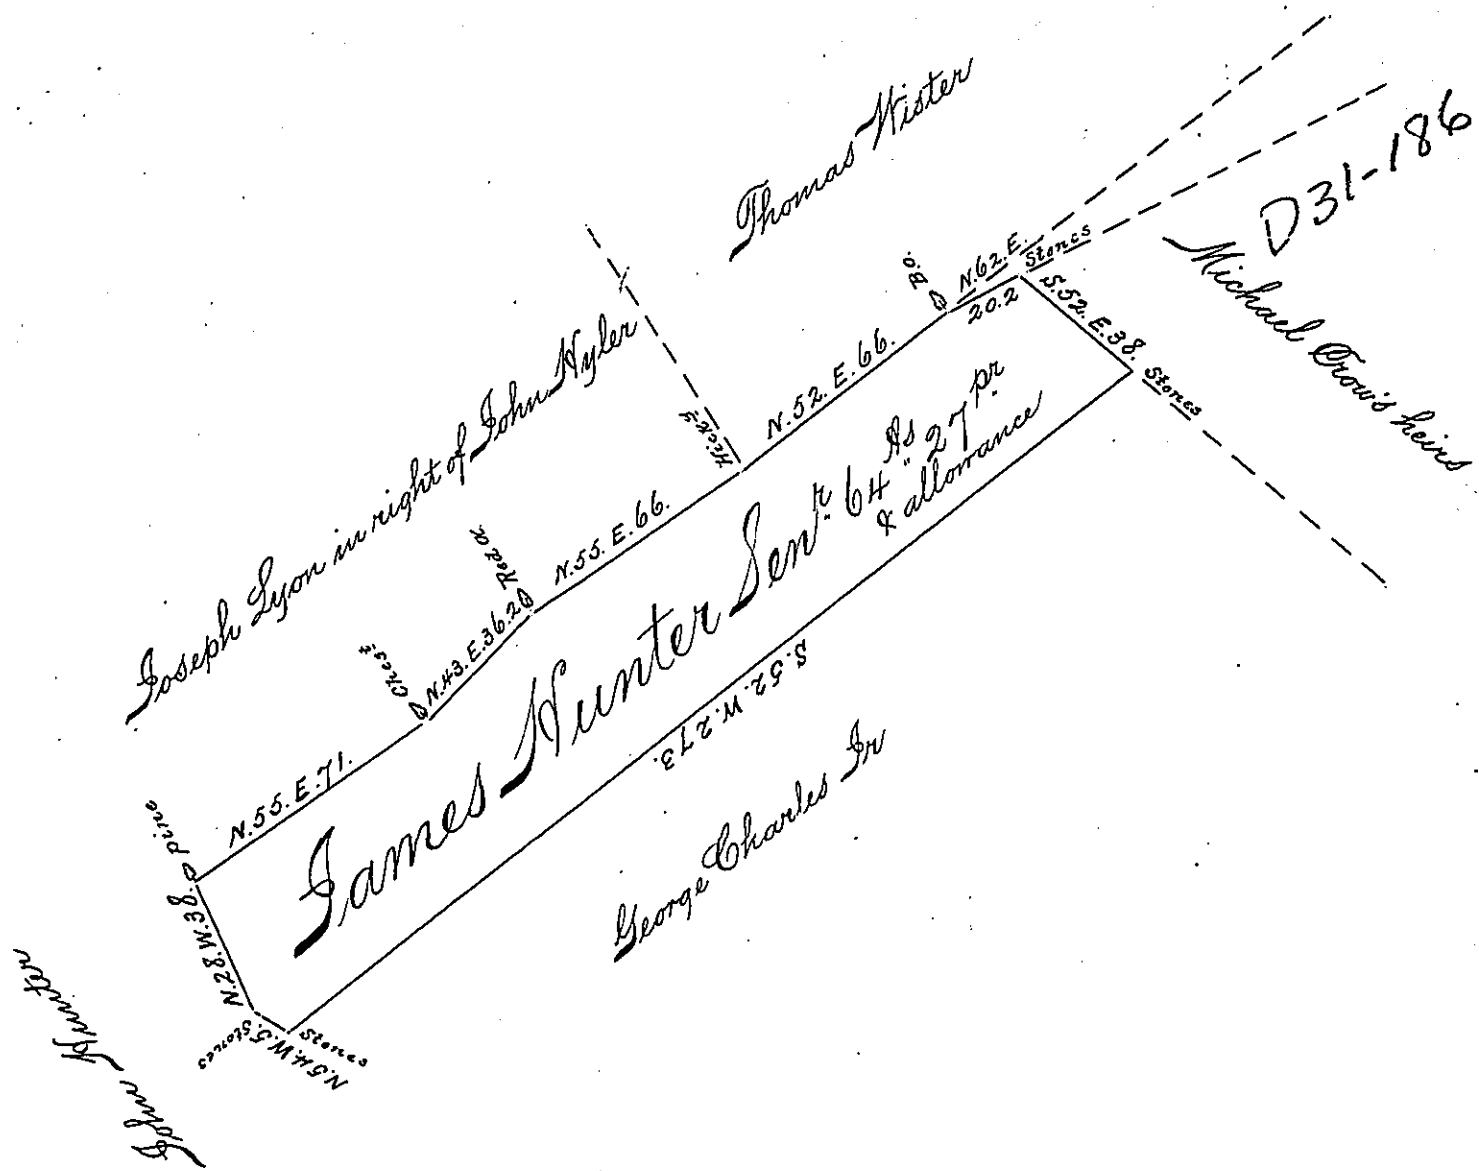 Thomas Wister
D31-186
Michael Crow's heirs
Joseph Lyon in right of John Hyler
B.o.
N.62.E.
20.2
Stones
S.52.E.38.
Stones
Hick'y
N.52.E.66.
Red o.
N.55.E.66.
Chest
N.43.E.36.2
N.55.E.71.
Pine
James Hunter Senr. 64 As 27 pr
& allowance
S.52.W.273.
George Charles Jr
N.28.W.38.
Stones
N.54.W.5.
Stones
John Hunter